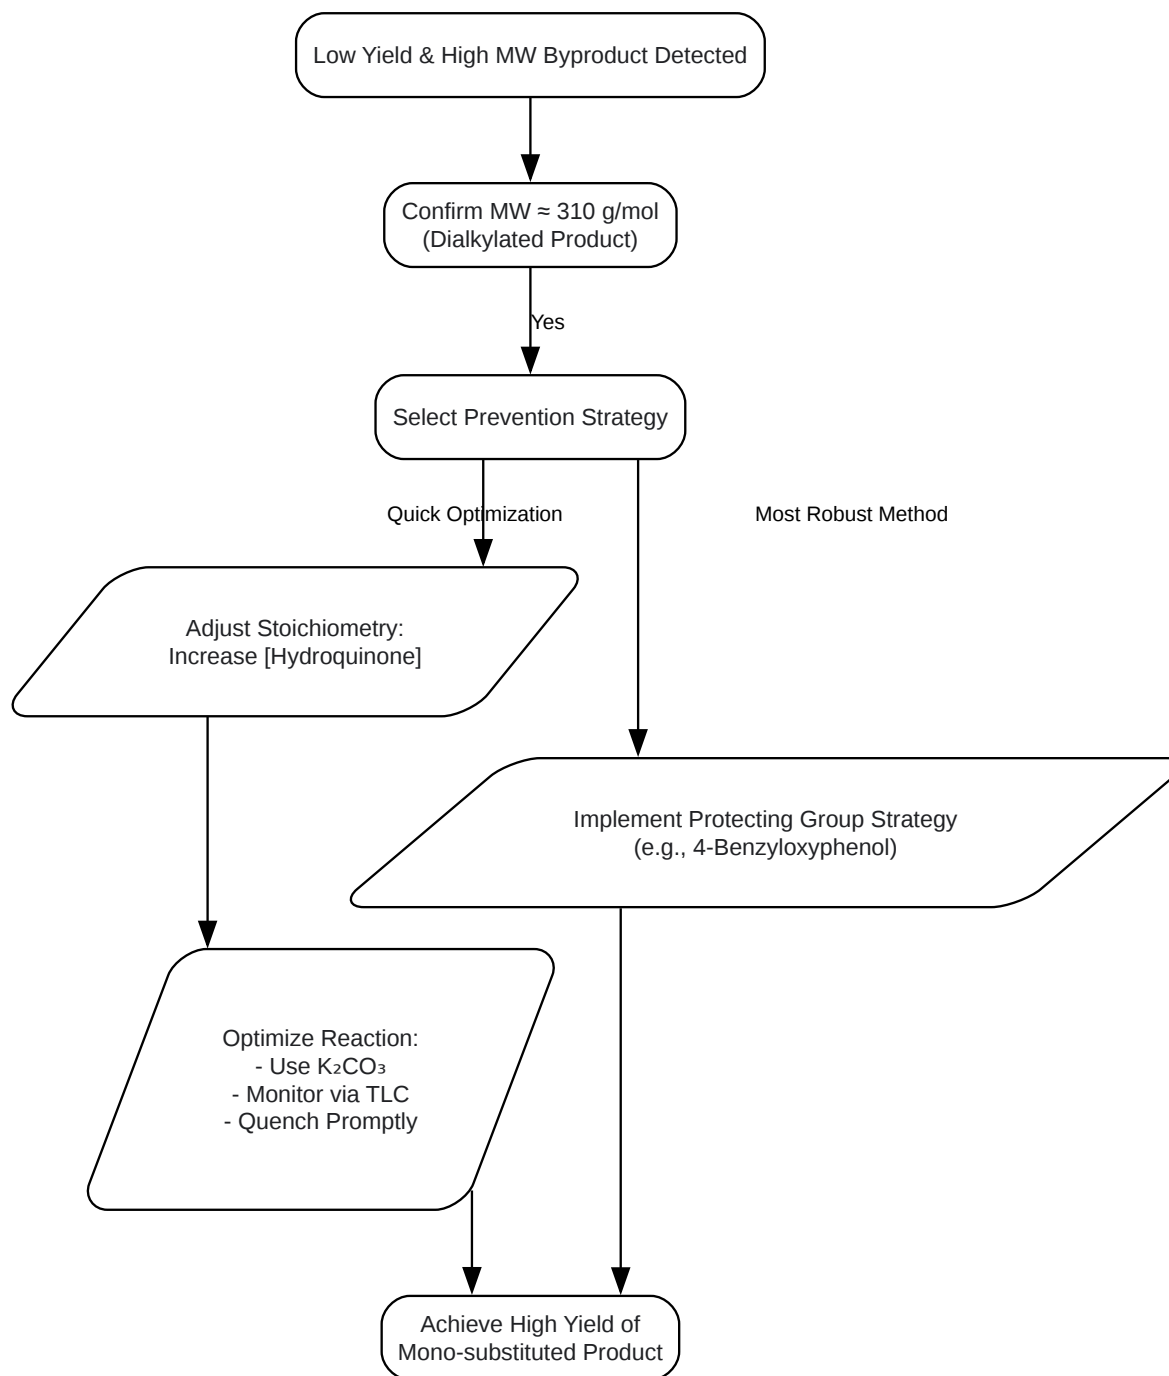 Low Yield & High MW Byproduct Detected
Confirm MW ≈ 310 g/mol
(Dialkylated Product)
Yes
Select Prevention Strategy
Quick Optimization
Most Robust Method
Adjust Stoichiometry:
Increase [Hydroquinone]
Implement Protecting Group Strategy
(e.g., 4-Benzyloxyphenol)
Optimize Reaction:
- Use K₂CO₃
- Monitor via TLC
- Quench Promptly
Achieve High Yield of
Mono-substituted Product